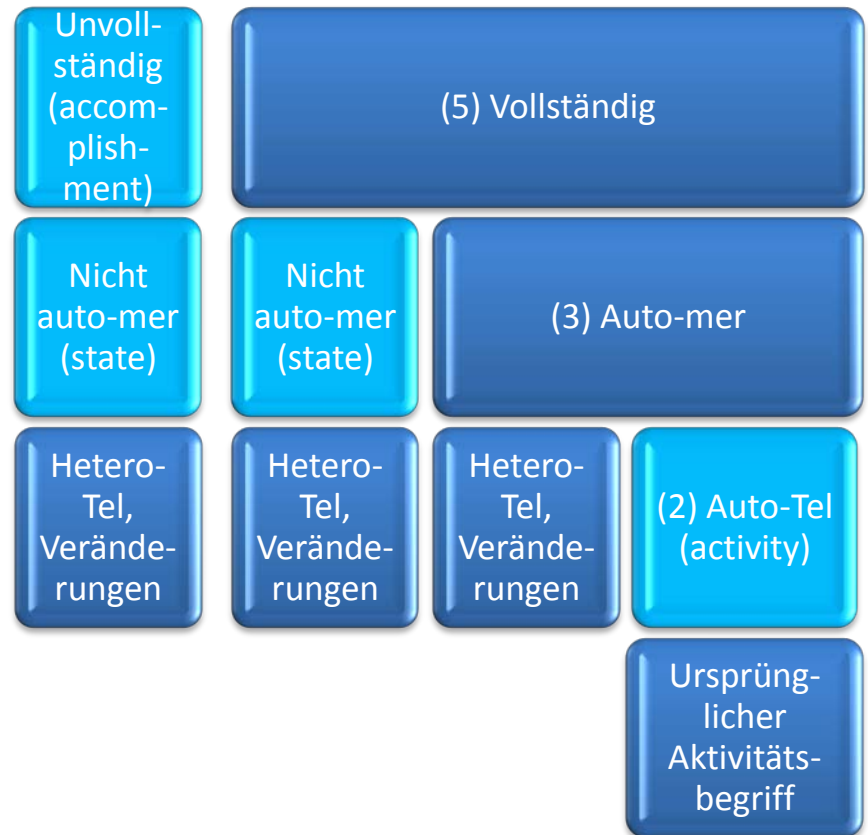 Unvoll-
ständig
(accom-
plish-
ment)
(5) Vollständig
Nicht
auto-mer
(state)
Nicht
auto-mer
(state)
(3) Auto-mer
Hetero-
Tel,
Verände-
rungen
Hetero-
Tel,
Verände-
rungen
Hetero-
Tel,
Verände-
rungen
(2) Auto-Tel
(activity)
Ursprüng-
licher
Aktivitäts-
begriff